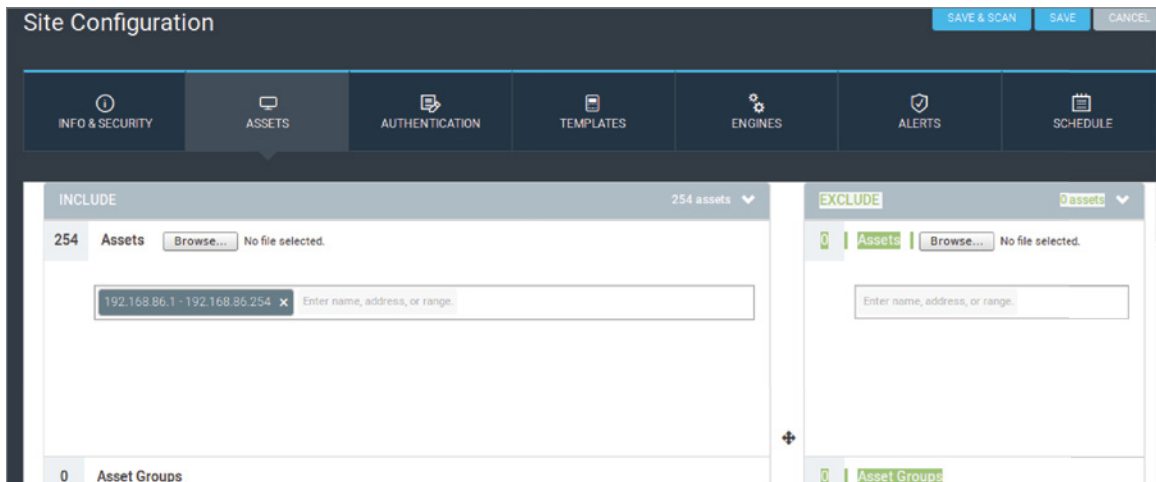 Site Configuration
SAVE & SCAN SAVE CANCEL
INFO & SECURITY ASSETS AUTHENTICATION TEMPLATES ENGINES ALERTS SCHEDULE
INCLUDE 254 assets
254 Assets Browse... No file selected.
192.168.86.1 - 192.168.86.254 × Enter name, address, or range.
0 Asset Groups
EXCLUDE 0 assets
0 Assets Browse... No file selected.
Enter name, address, or range.
0 Asset Groups